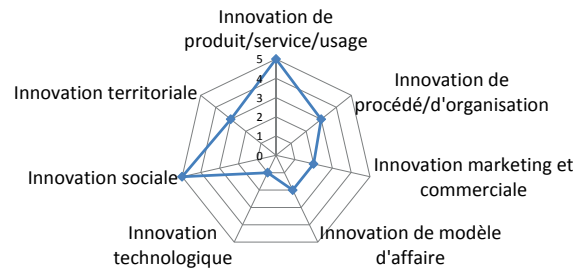 Innovation de
produit/service/usage
5
4
3
2
1
0
Innovation de
procédé/d'organisation
Innovation marketing et
commerciale
Innovation de modèle
d'affaire
Innovation
technologique
Innovation sociale
Innovation territoriale